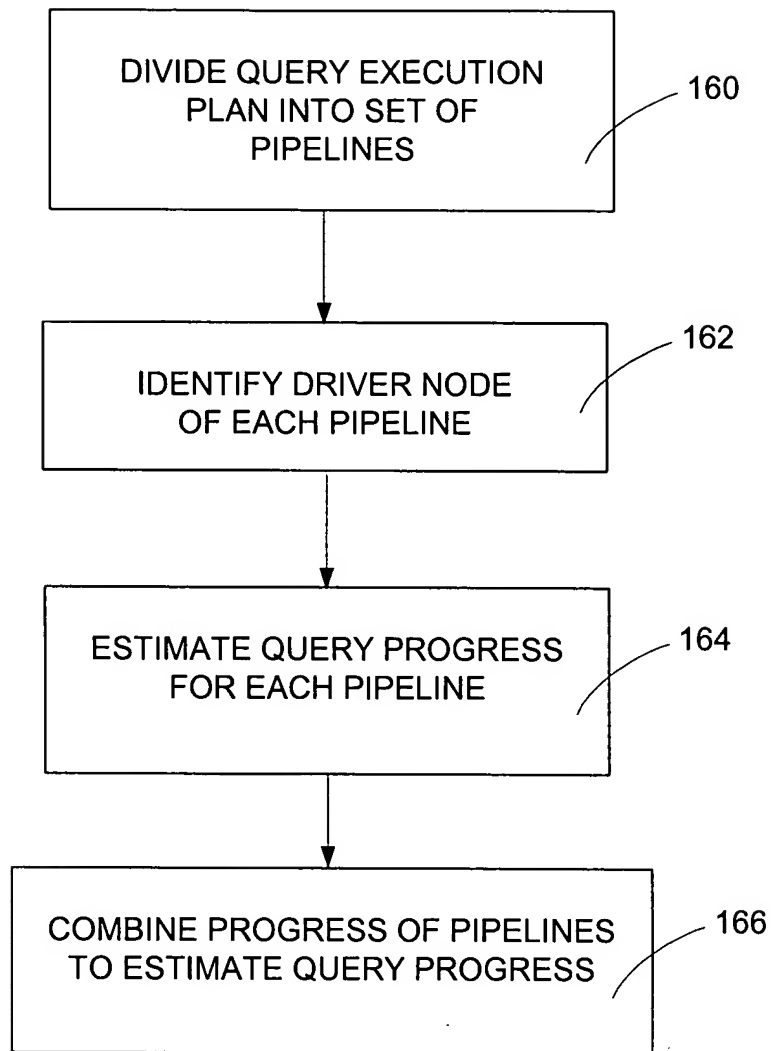 DIVIDE QUERY EXECUTION
PLAN INTO SET OF
PIPELINES
160
IDENTIFY DRIVER NODE
OF EACH PIPELINE
162
ESTIMATE QUERY PROGRESS
FOR EACH PIPELINE
164
COMBINE PROGRESS OF PIPELINES
TO ESTIMATE QUERY PROGRESS
166